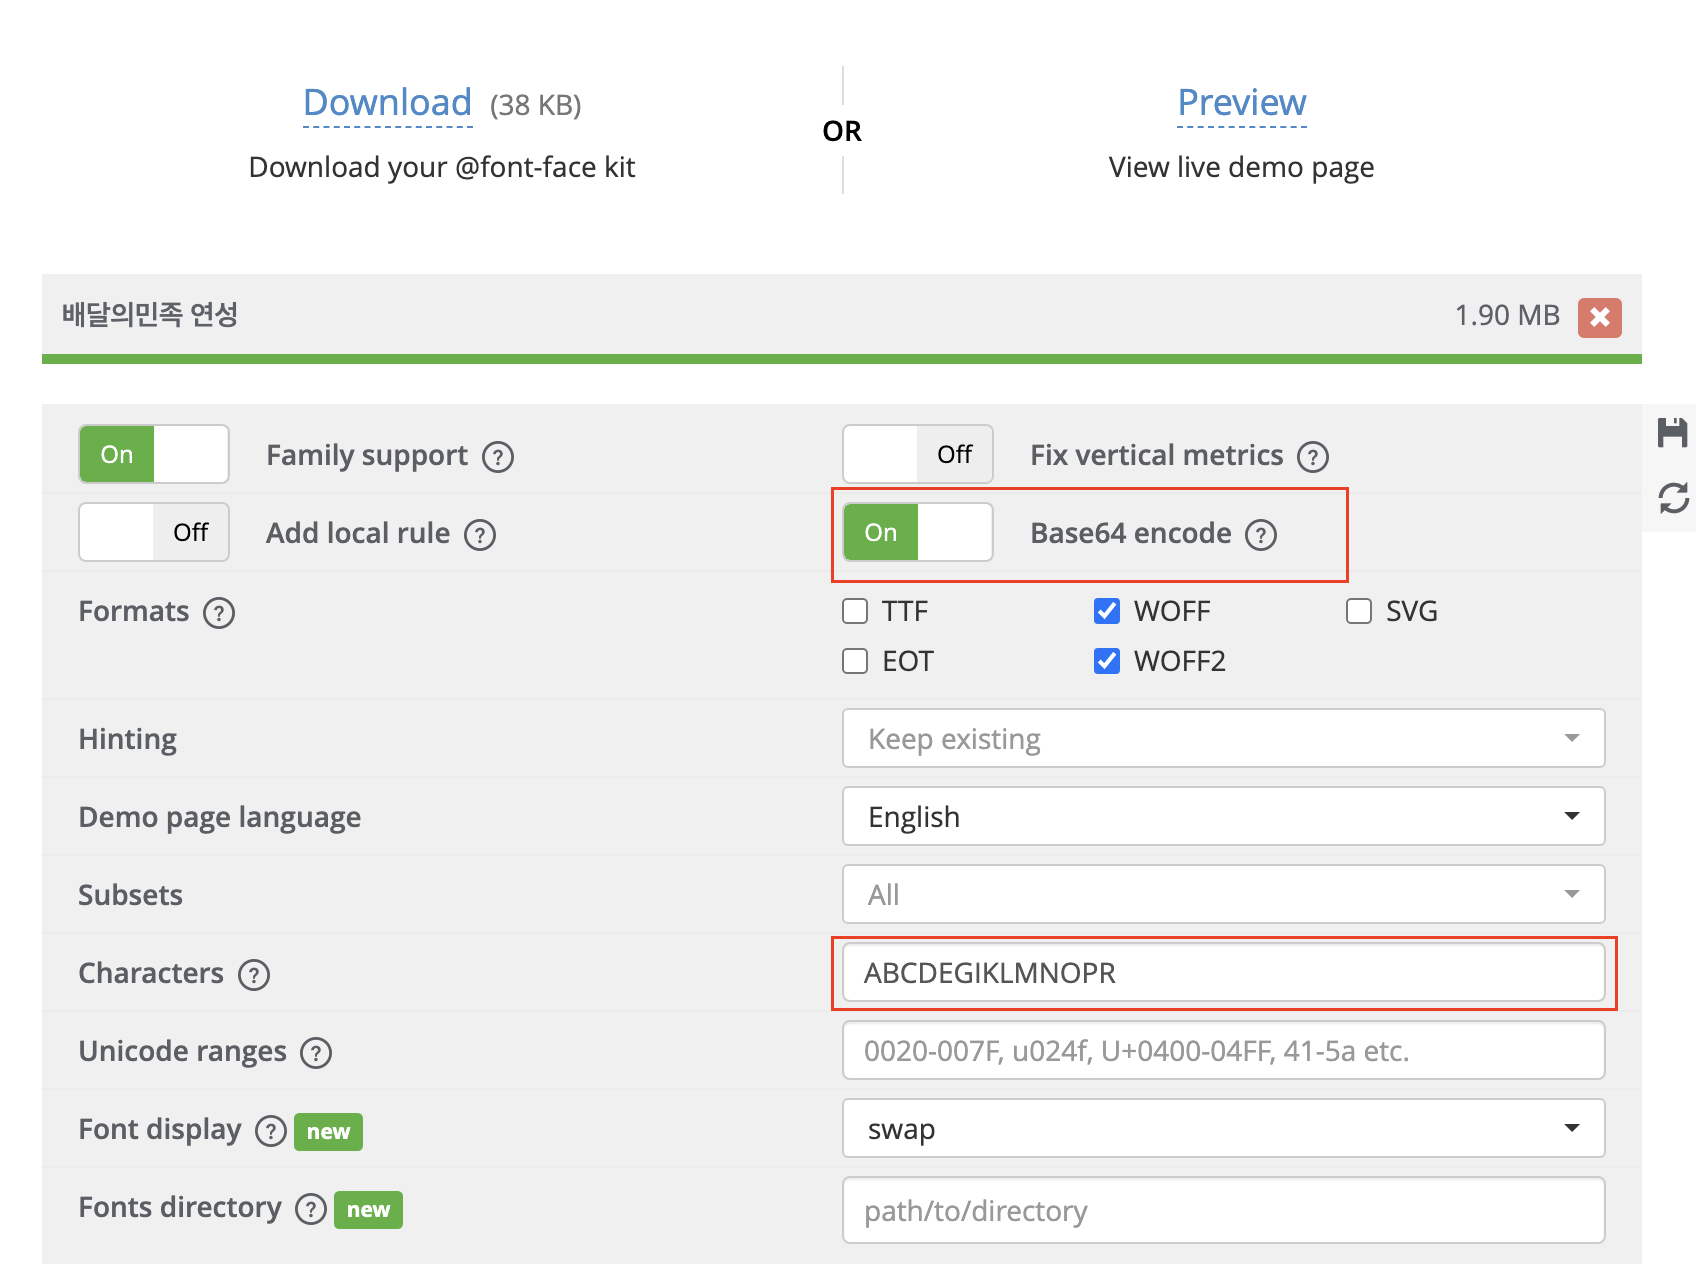 Download (38 KB)
Download your @font-face kit
OR
Preview
View live demo page
배달의민족 연성
1.90 MB
On Family support ?
Off Fix vertical metrics ?
Off Add local rule ?
On Base64 encode ?
Formats ?
TTF WOFF SVG
EOT WOFF2
Hinting Keep existing
Demo page language English
Subsets All
Characters ? ABCDEGIKLMNOPR
Unicode ranges ? 0020-007F, u024f, U+0400-04FF, 41-5a etc.
Font display ? new swap
Fonts directory ? new path/to/directory